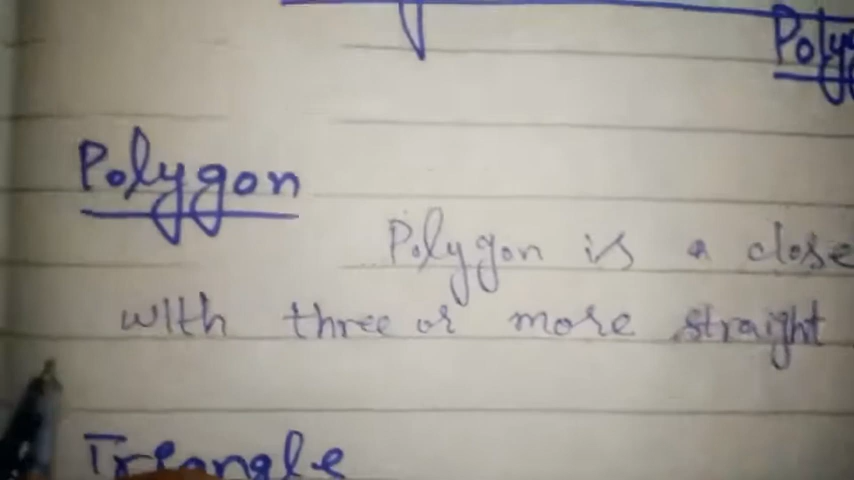 Poly
Polygon
Polygon is a close
with three or more straight
Triangle